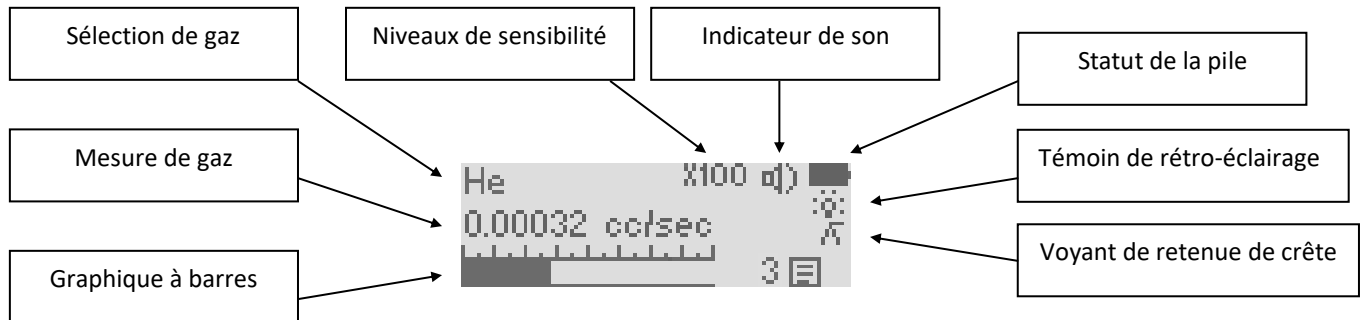 Sélection de gaz
Niveaux de sensibilité
Indicateur de son
Statut de la pile
Mesure de gaz
Témoin de rétro-éclairage
Graphique à barres
Voyant de retenue de crête
He X100
0.00032 cc/sec
3